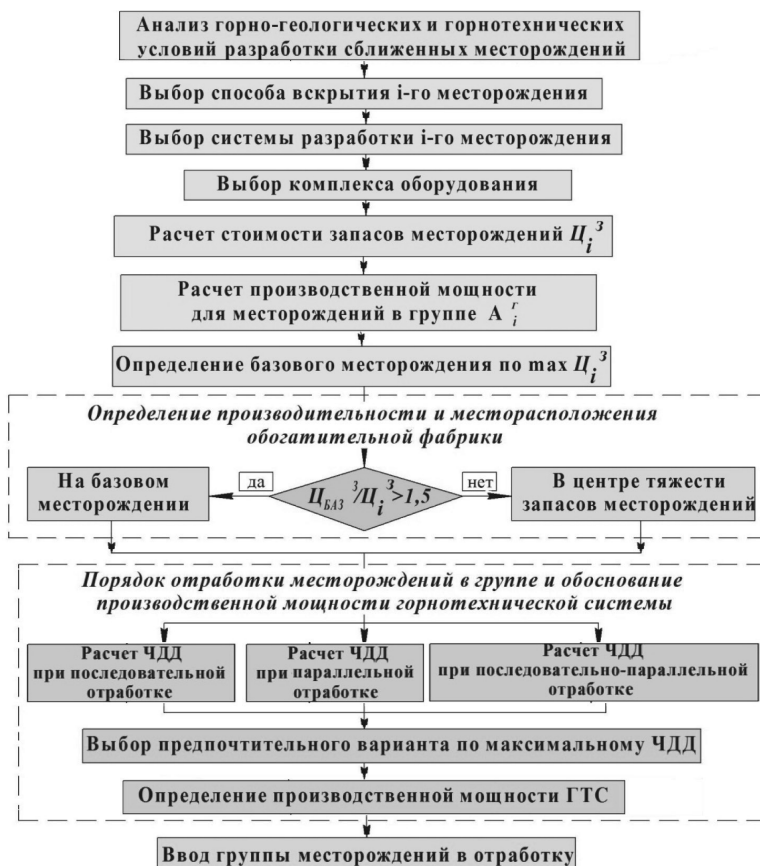 Анализ горно-геологических и горнотехнических
условий разработки сближенных месторождений
Выбор способа вскрытия i-го месторождения
Выбор системы разработки i-го месторождения
Выбор комплекса оборудования
Расчет стоимости запасов месторождений Ц_i^З
Расчет производственной мощности
для месторождений в группе А_i^г
Определение базового месторождения по max Ц_i^З
Определение производительности и месторасположения
обогатительной фабрики
На базовом
месторождении
да
Ц_БАЗ^З/Ц_i^З>1,5
нет
В центре тяжести
запасов месторождений
Порядок отработки месторождений в группе и обоснование
производственной мощности горнотехнической системы
Расчет ЧДД
при последовательной
отработке
Расчет ЧДД
при параллельной
отработке
Расчет ЧДД
при последовательно-параллельной
отработке
Выбор предпочтительного варианта по максимальному ЧДД
Определение производственной мощности ГТС
Ввод группы месторождений в отработку